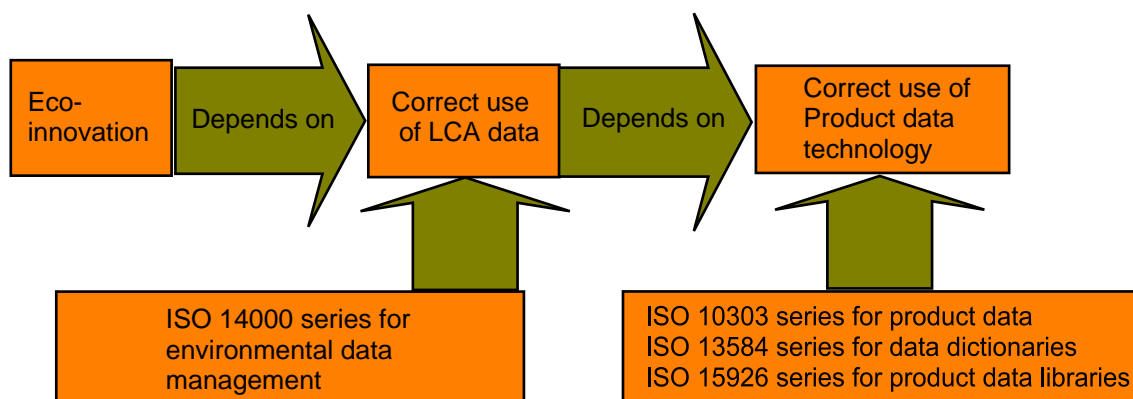 Eco-
innovation
Depends on
Correct use
of LCA data
Depends on
Correct use of
Product data
technology
ISO 14000 series for
environmental data
management
ISO 10303 series for product data
ISO 13584 series for data dictionaries
ISO 15926 series for product data libraries